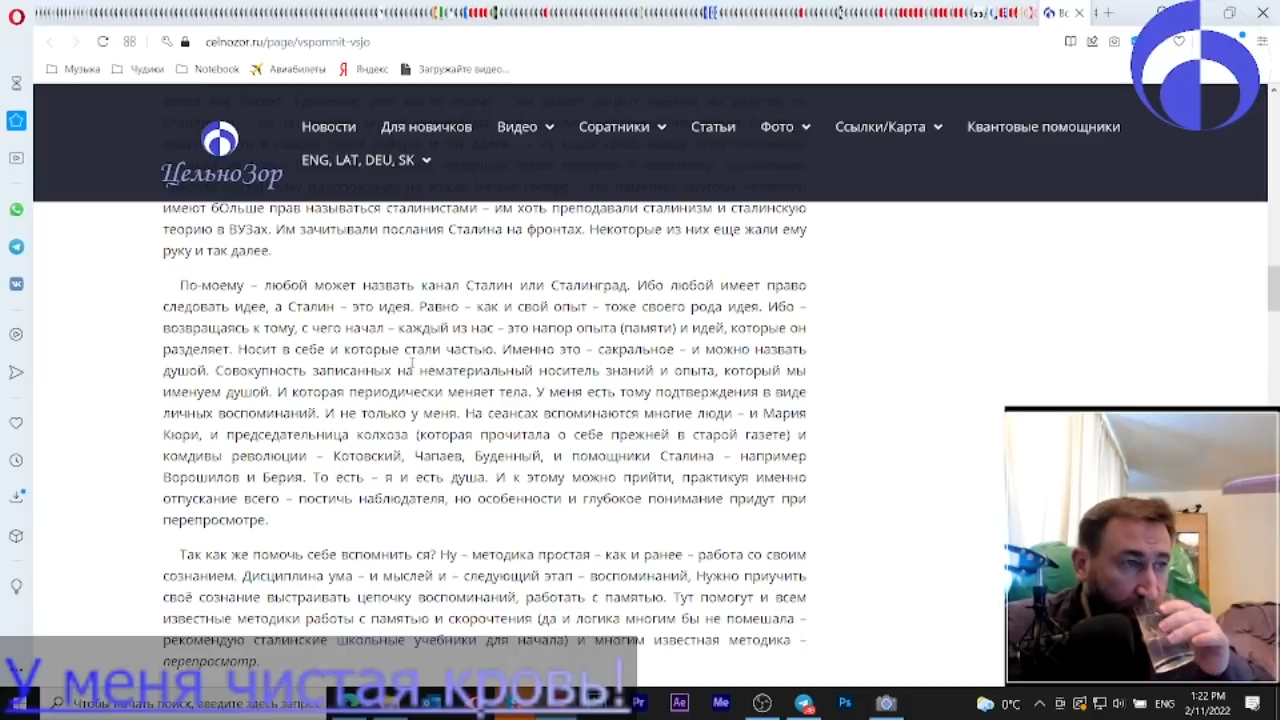 Вс
celnozor.ru/page/vspomnit-vsjo
Музыка
Чудики
Notebook
Авиабилеты
Яндекс
Загружайте видео...
ЦельноЗор
Новости
Для новичков
Видео
Соратники
Статьи
Фото
Ссылки/Карта
Квантовые помощники
ENG, LAT, DEU, SK
имеют бОльше прав называться сталинистами – им хоть преподавали сталинизм и сталинскую
теорию в ВУЗах. Им зачитывали послания Сталина на фронтах. Некоторые из них еще жали ему
руку и так далее.
По-моему – любой может назвать канал Сталин или Сталинград. Ибо любой имеет право
следовать идее, а Сталин – это идея. Равно – как и свой опыт – тоже своего рода идея. Ибо –
возвращаясь к тому, с чего начал – каждый из нас – это напор опыта (памяти) и идей, которые он
разделяет. Носит в себе и которые стали частью. Именно это – сакральное – и можно назвать
душой. Совокупность записанных на нематериальный носитель знаний и опыта, который мы
именуем душой. И которая периодически меняет тела. У меня есть тому подтверждения в виде
личных воспоминаний. И не только у меня. На сеансах вспоминаются многие люди – и Мария
Кюри, и председательница колхоза (которая прочитала о себе прежней в старой газете) и
комдивы революции – Котовский, Чапаев, Буденный, и помощники Сталина – например
Ворошилов и Берия. То есть – я и есть душа. И к этому можно прийти, практикуя именно
отпускание всего – постичь наблюдателя, но особенности и глубокое понимание придут при
перепросмотре.
Так как же помочь себе вспомнить ся? Ну – методика простая – как и ранее – работа со своим
сознанием. Дисциплина ума – и мыслей и – следующий этап – воспоминаний, Нужно приучить
своё сознание выстраивать цепочку воспоминаний, работать с памятью. Тут помогут и всем
известные методики работы с памятью и скорочтения (да и логика многим бы не помешала –
рекомендую сталинские школьные учебники для начала) и многим известная методика –
перепросмотр.
У меня чистая кровь!
Чтобы начать поиск, введите здесь запрос
Pr
Ae
Me
Ps
0°C
ENG
1:22 PM
2/11/2022